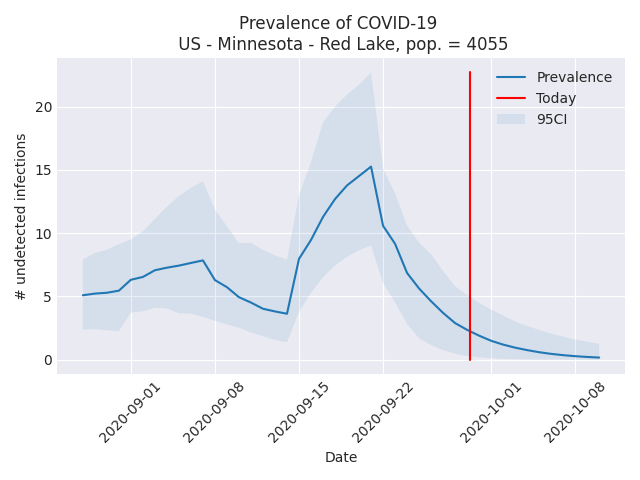 Prevalence of COVID-19
US - Minnesota - Red Lake, pop. = 4055
Prevalence
Today
95CI
# undetected infections
20
15
10
5
0
2020-09-01
2020-09-08
2020-09-15
2020-09-22
2020-10-01
2020-10-08
Date